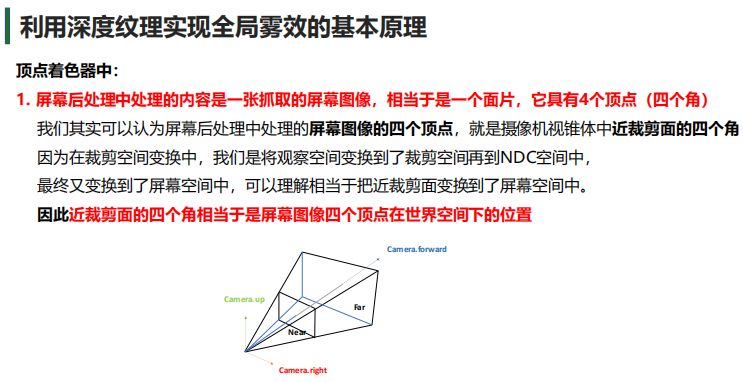 利用深度纹理实现全局雾效的基本原理
顶点着色器中：
1. 屏幕后处理中处理的内容是一张抓取的屏幕图像，相当于是一个面片，它具有4个顶点（四个角）
我们其实可以认为屏幕后处理中处理的屏幕图像的四个顶点，就是摄像机视锥体中近裁剪面的四个角
因为在裁剪空间变换中，我们是将观察空间变换到了裁剪空间再到NDC空间中，
最终又变换到了屏幕空间中，可以理解相当于把近裁剪面变换到了屏幕空间中。
因此近裁剪面的四个角相当于是屏幕图像四个顶点在世界空间下的位置
Camera.forward
Camera.up
Far
Near
Camera.right